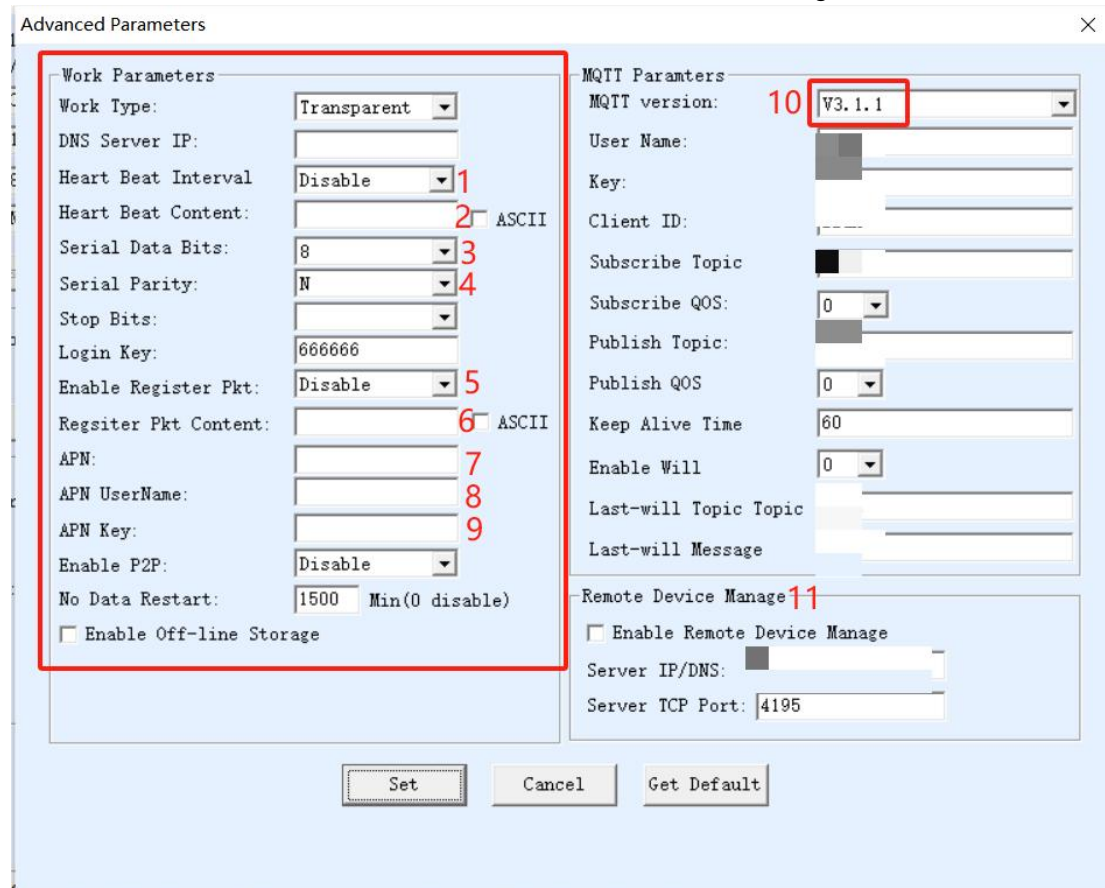 Advanced Parameters
Work Parameters
Work Type: Transparent
DNS Server IP:
Heart Beat Interval Disable 1
Heart Beat Content: 2 ASCII
Serial Data Bits: 8 3
Serial Parity: N 4
Stop Bits:
Login Key: 666666
Enable Register Pkt: Disable 5
Regsiter Pkt Content: 6 ASCII
APN: 7
APN UserName: 8
APN Key: 9
Enable P2P: Disable
No Data Restart: 1500 Min(0 disable)
Enable Off-line Storage
MQTT Paramters
MQTT version: 10 V3.1.1
User Name:
Key:
Client ID:
Subscribe Topic
Subscribe QOS: 0
Publish Topic:
Publish QOS 0
Keep Alive Time 60
Enable Will 0
Last-will Topic Topic
Last-will Message
Remote Device Manage 11
Enable Remote Device Manage
Server IP/DNS:
Server TCP Port: 4195
Set Cancel Get Default